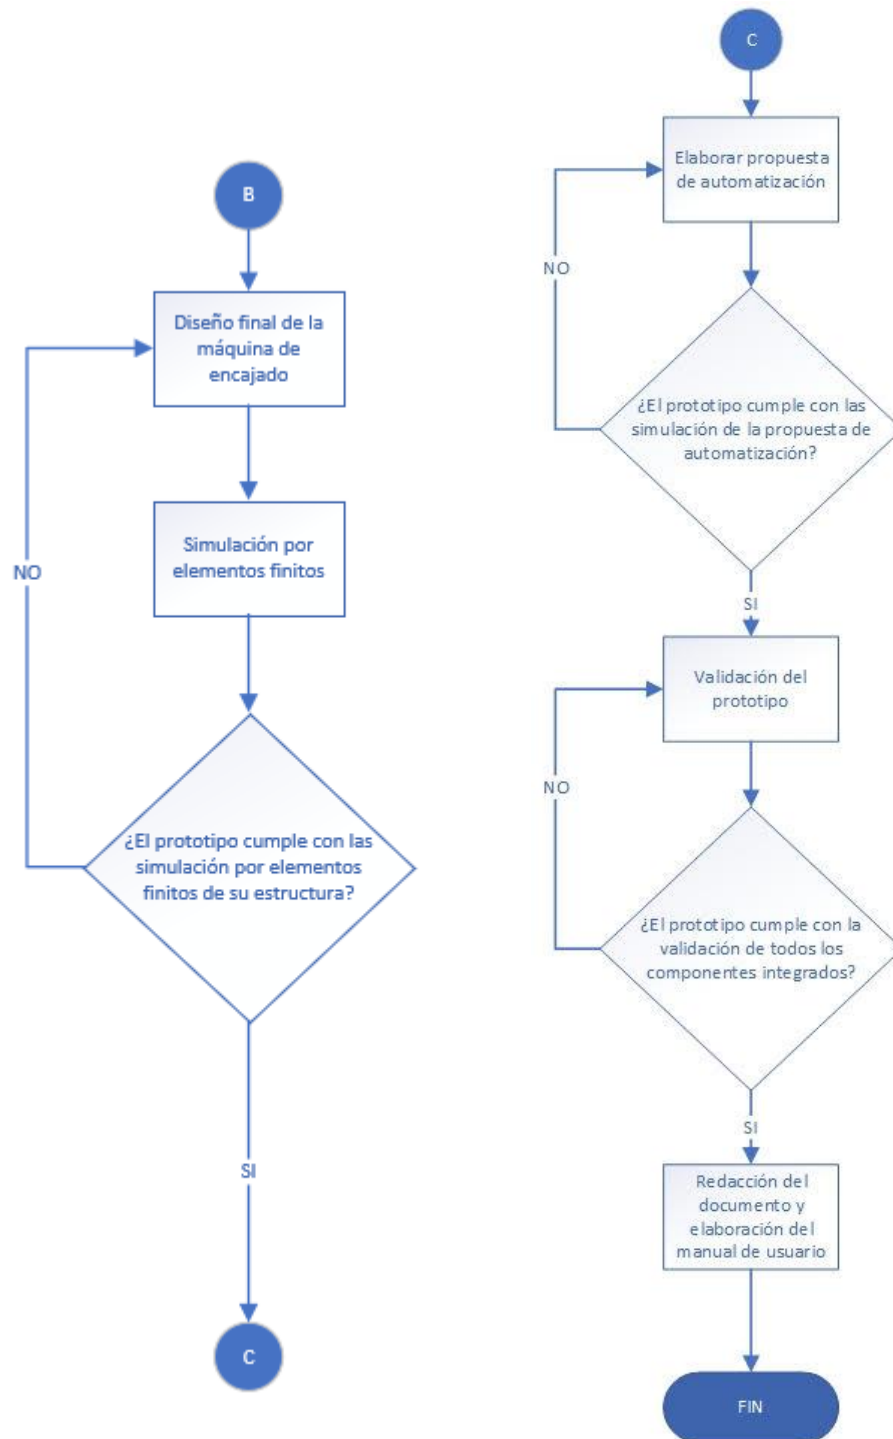 B
Diseño final de la
máquina de
encajado
Simulación por
elementos finitos
NO
¿El prototipo cumple con las
simulación por elementos
finitos de su estructura?
SI
C
C
Elaborar propuesta
de automatización
NO
¿El prototipo cumple con las
simulación de la propuesta de
automatización?
SI
Validación del
prototipo
NO
¿El prototipo cumple con la
validación de todos los
componentes integrados?
SI
Redacción del
documento y
elaboración del
manual de usuario
FIN